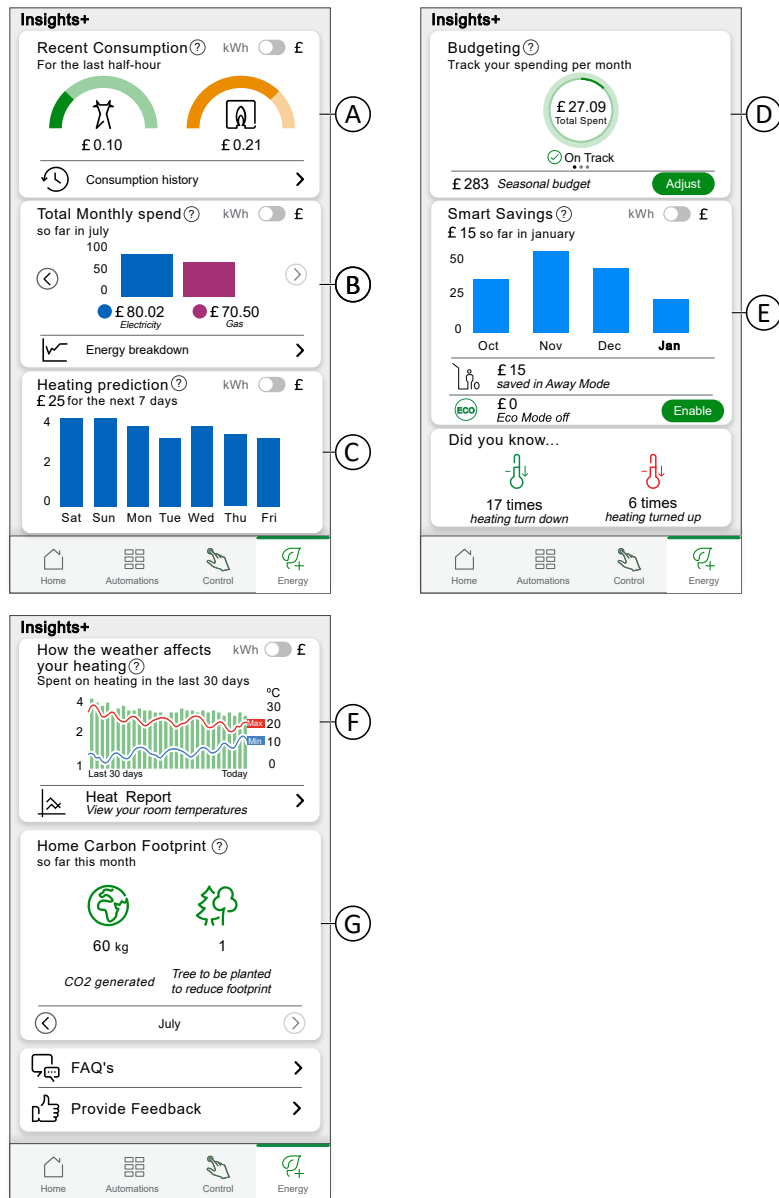 Insights+
Recent Consumption ? kWh £
For the last half-hour
£0.10 £0.21
Consumption history
A
Total Monthly spend ? kWh £
so far in july
100
50
0
£80.02 £70.50
Electricity Gas
Energy breakdown
B
Heating prediction ? kWh £
£25 for the next 7 days
4
2
0
Sat Sun Mon Tue Wed Thu Fri
C
Home Automations Control Energy
Insights+
Budgeting ?
Track your spending per month
£27.09
Total Spent
On Track
£283 Seasonal budget Adjust
D
Smart Savings ? kWh £
£15 so far in january
50
25
0
Oct Nov Dec Jan
£15
saved in Away Mode
ECO £0
Eco Mode off Enable
E
Did you know...
17 times 6 times
heating turn down heating turned up
Home Automations Control Energy
Insights+
How the weather affects kWh £
your heating ?
Spent on heating in the last 30 days
ºC
4 30
Max 20
2
Min 10
1 0
Last 30 days Today
Heat Report
View your room temperatures
F
Home Carbon Footprint ?
so far this month
60 kg 1
CO2 generated Tree to be planted
to reduce footprint
July
G
FAQ's
Provide Feedback
Home Automations Control Energy